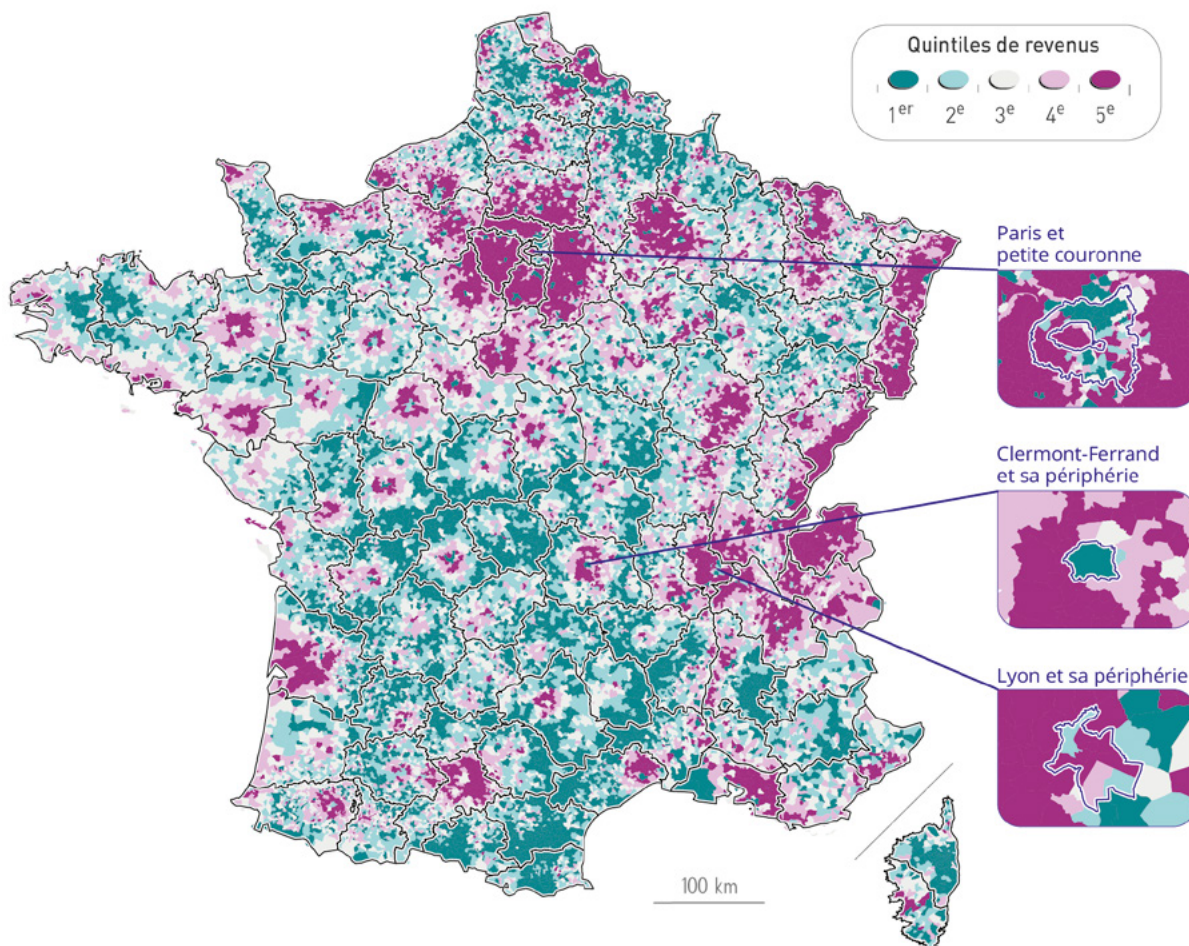 Quintiles de revenus
1er 2e 3e 4e 5e
Paris et
petite couronne
Clermont-Ferrand
et sa périphérie
Lyon et sa périphérie
100 km